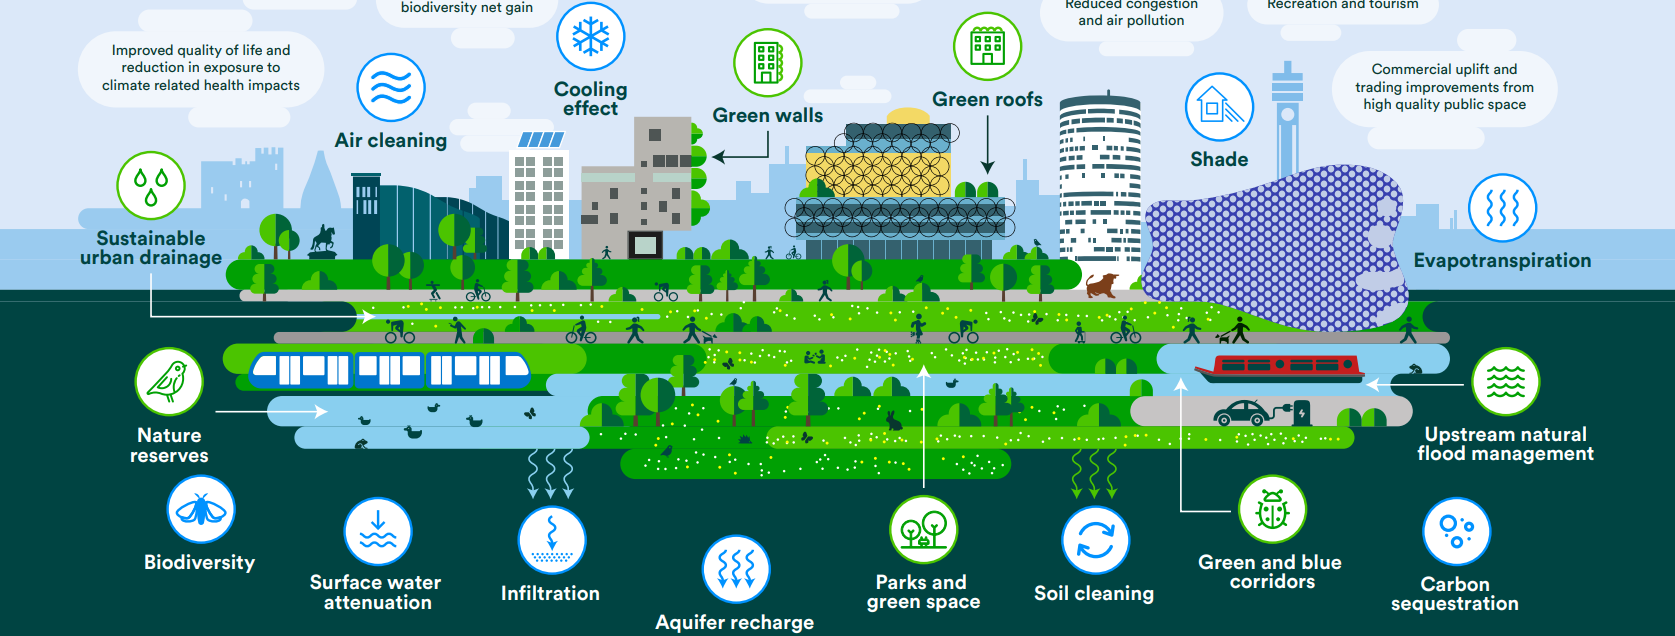 biodiversity net gain
Reduced congestion
and air pollution
Recreation and tourism
Improved quality of life and
reduction in exposure to
climate related health impacts
Commercial uplift and
trading improvements from
high quality public space
Cooling
effect
Green walls
Green roofs
Air cleaning
Shade
Sustainable
urban drainage
Evapotranspiration
Nature
reserves
Upstream natural
flood management
Biodiversity
Surface water
attenuation
Infiltration
Aquifer recharge
Parks and
green space
Soil cleaning
Green and blue
corridors
Carbon
sequestration